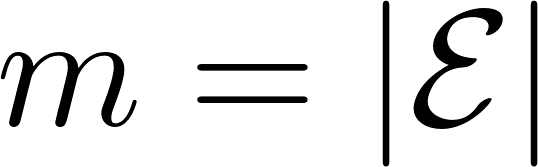 m = |ℰ|